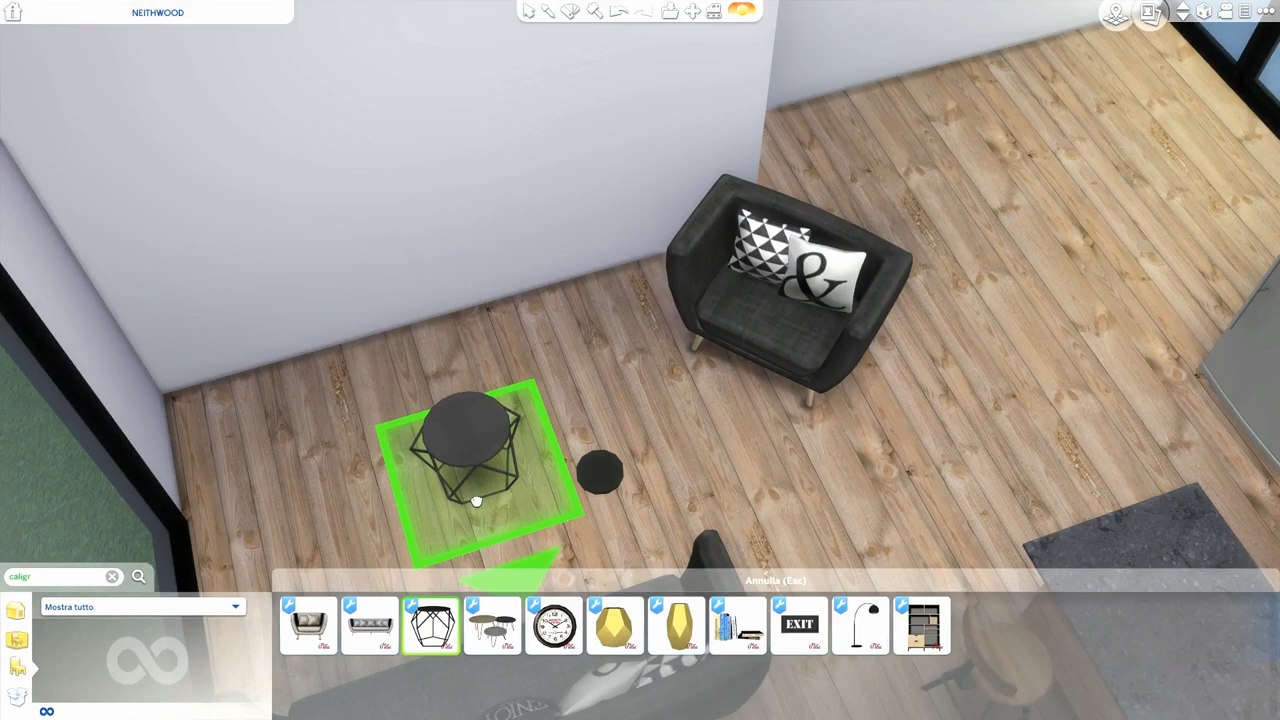 NEITHWOOD
&
caligr
Annulla (Esc)
Mostra tutto
EXIT